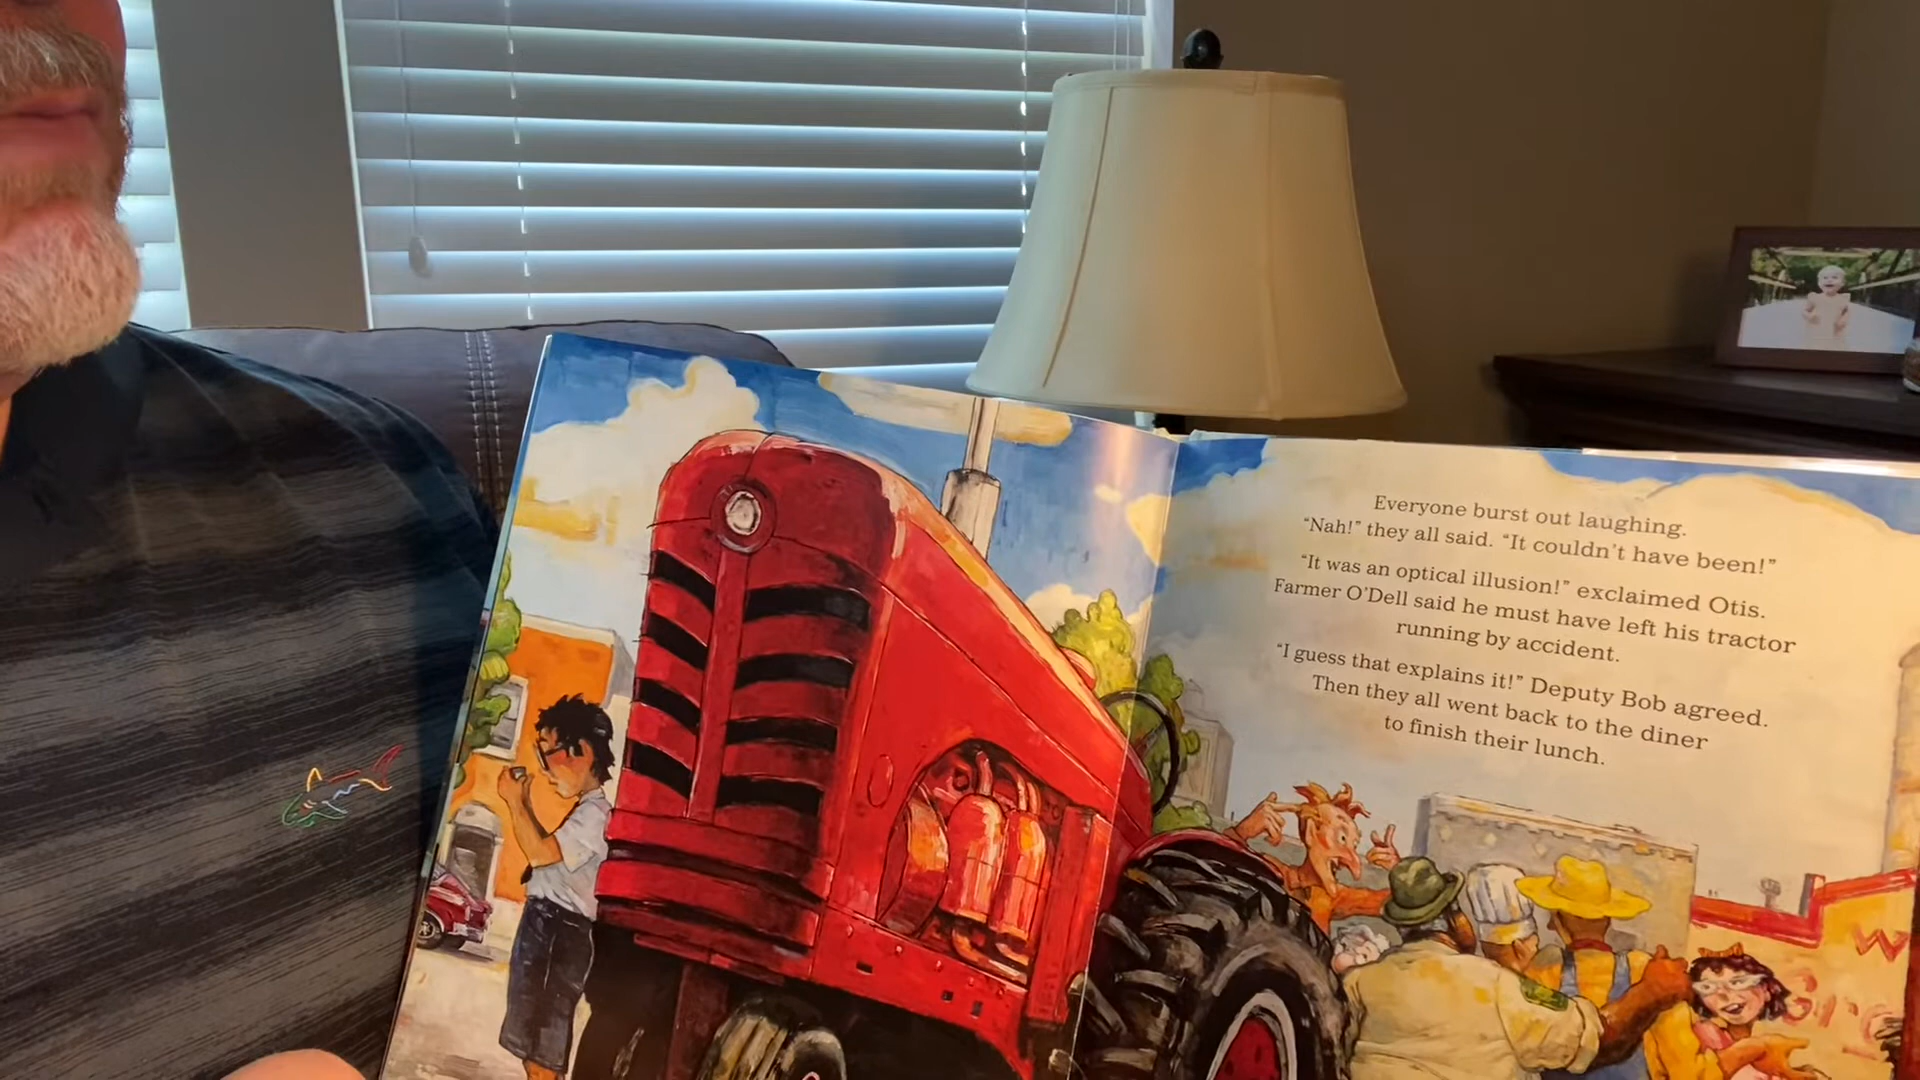 Everyone burst out laughing.
“Nah!” they all said. “It couldn’t have been!”
“It was an optical illusion!” exclaimed Otis.
Farmer O’Dell said he must have left his tractor
running by accident.
“I guess that explains it!” Deputy Bob agreed.
Then they all went back to the diner
to finish their lunch.